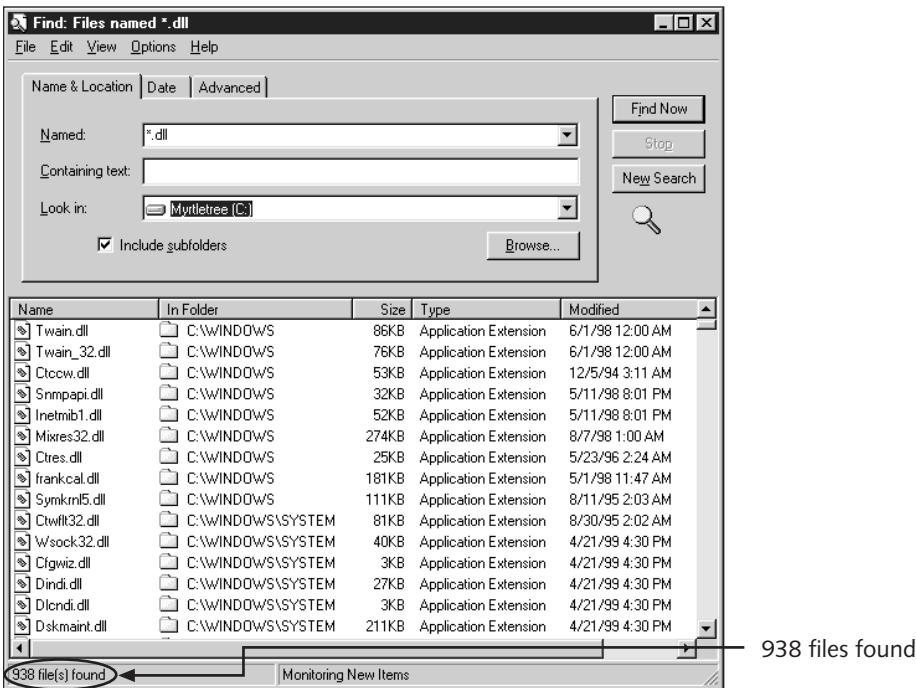 Find: Files named *.dll
File Edit View Options Help
Name & Location Date Advanced
Find Now
Named: *.dll
Stop
Containing text:
New Search
Look in: Myrtletree (C:)
Include subfolders Browse...
Name In Folder Size Type Modified
Twain.dll C:\WINDOWS 86KB Application Extension 6/1/98 12:00 AM
Twain_32.dll C:\WINDOWS 76KB Application Extension 6/1/98 12:00 AM
Ctccw.dll C:\WINDOWS 53KB Application Extension 12/5/94 3:11 AM
Snmpapi.dll C:\WINDOWS 32KB Application Extension 5/11/98 8:01 PM
Inetmib1.dll C:\WINDOWS 52KB Application Extension 5/11/98 8:01 PM
Mixres32.dll C:\WINDOWS 274KB Application Extension 8/7/98 1:00 AM
Ctres.dll C:\WINDOWS 25KB Application Extension 5/23/96 2:24 AM
frankcal.dll C:\WINDOWS 181KB Application Extension 5/1/98 11:47 AM
Symkrnl5.dll C:\WINDOWS 111KB Application Extension 8/11/95 2:03 AM
Ctwflt32.dll C:\WINDOWS\SYSTEM 81KB Application Extension 8/30/95 2:02 AM
Wsock32.dll C:\WINDOWS\SYSTEM 40KB Application Extension 4/21/99 4:30 PM
Cfgwiz.dll C:\WINDOWS\SYSTEM 3KB Application Extension 4/21/99 4:30 PM
Dindi.dll C:\WINDOWS\SYSTEM 27KB Application Extension 4/21/99 4:30 PM
Dlcndi.dll C:\WINDOWS\SYSTEM 3KB Application Extension 4/21/99 4:30 PM
Dskmaint.dll C:\WINDOWS\SYSTEM 211KB Application Extension 4/21/99 4:30 PM
938 files found
938 file(s) found Monitoring New Items